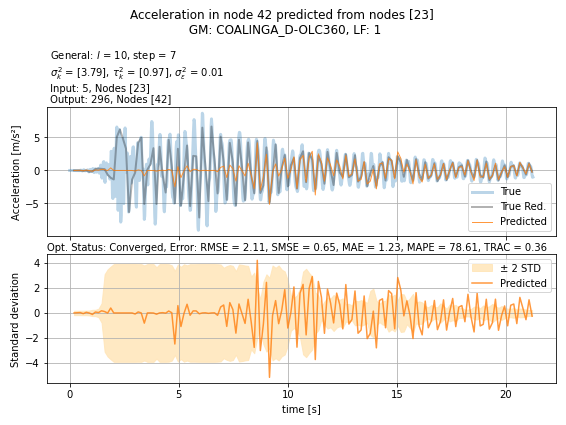 Acceleration in node 42 predicted from nodes [23]
GM: COALINGA_D-OLC360, LF: 1
General: l = 10, step = 7
σ²ₖ = [3.79], τ²ₖ = [0.97], σ²ε = 0.01
Input: 5, Nodes [23]
Output: 296, Nodes [42]
Acceleration [m/s²]
5
0
−5
True
True Red.
Predicted
Opt. Status: Converged, Error: RMSE = 2.11, SMSE = 0.65, MAE = 1.23, MAPE = 78.61, TRAC = 0.36
Standard deviation
4
2
0
−2
−4
± 2 STD
Predicted
0 5 10 15 20
time [s]